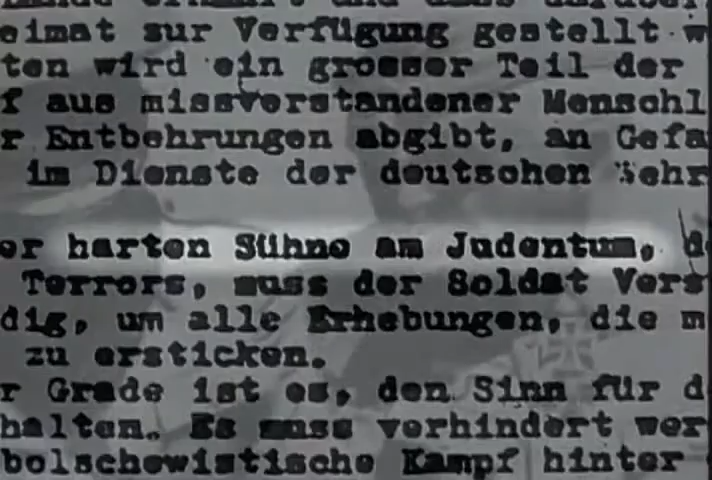 eimat zur Verfügung gestellt w
ten wird ein grosser Teil der
f aus missverstandener Menschl
r Entbehrungen abgibt, an Gefa
im Dienste der deutschen Wehr
er harten Sühne am Judentum, d
Terrors, muss der Soldat Vers
dig, um alle Erhebungen, die m
zu ersticken.
r Grade ist es, den Sinn für d
halten. Es muss verhindert wer
bolschewistische Kampf hinter